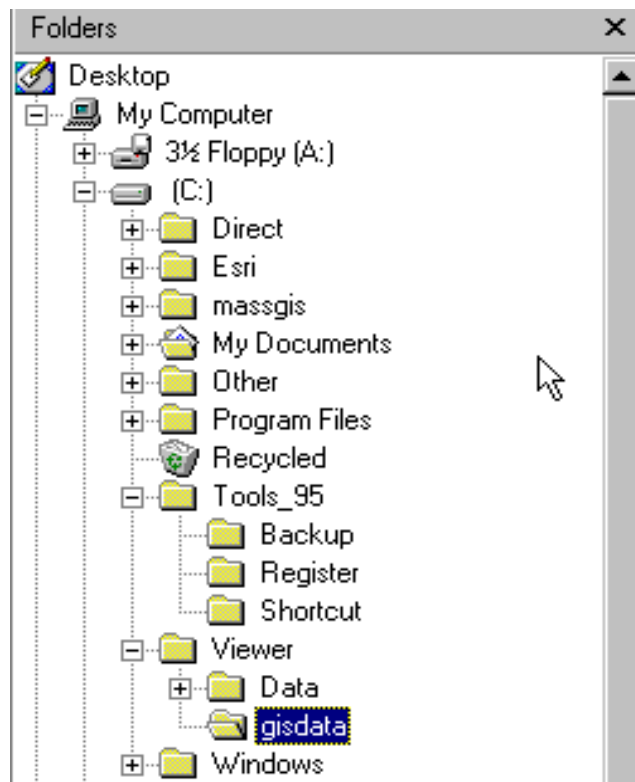 Folders
Desktop
My Computer
3½ Floppy (A:)
(C:)
Direct
Esri
massgis
My Documents
Other
Program Files
Recycled
Tools_95
Backup
Register
Shortcut
Viewer
Data
gisdata
Windows